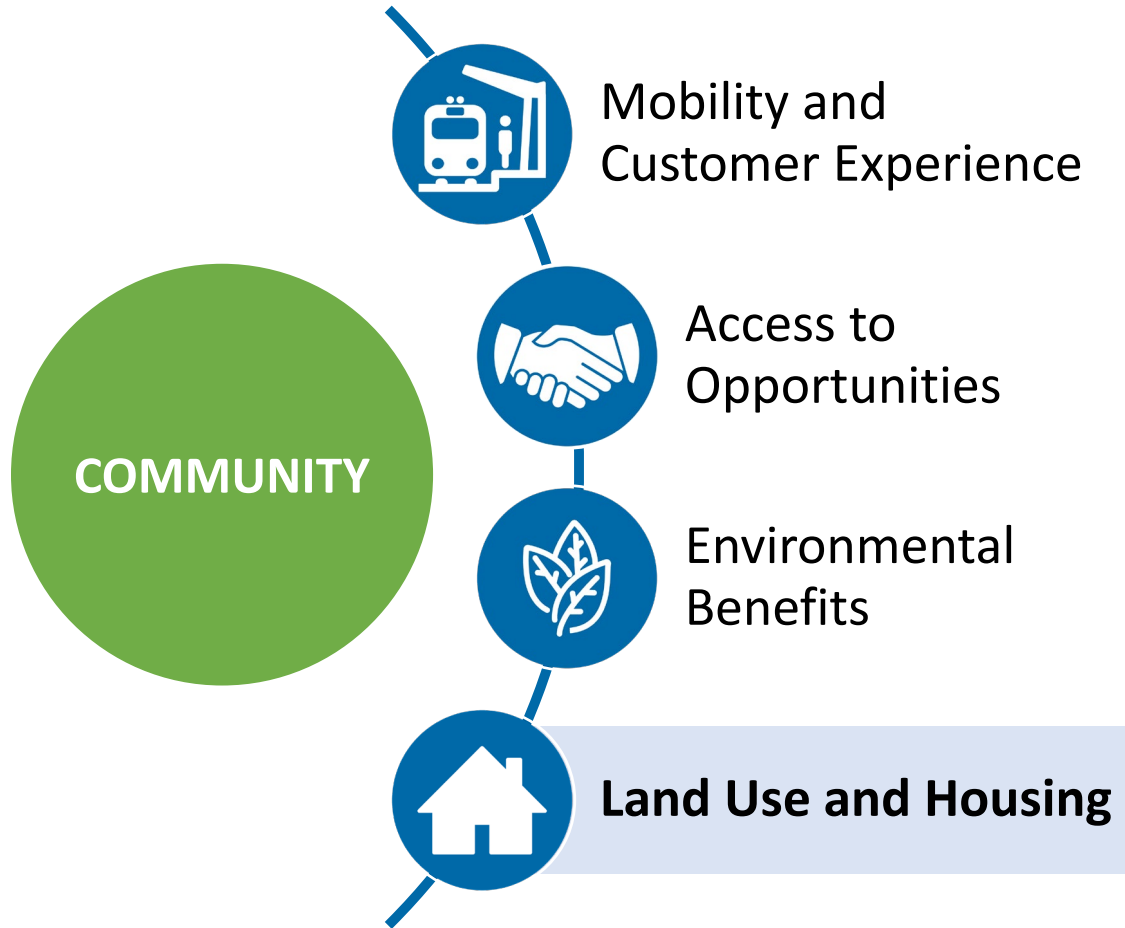 Mobility and
Customer Experience
Access to
Opportunities
COMMUNITY
Environmental
Benefits
Land Use and Housing